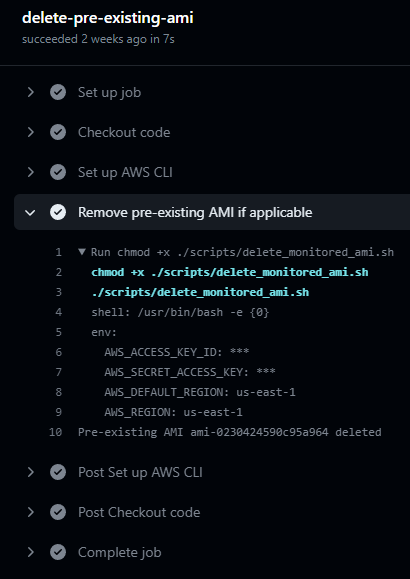 delete-pre-existing-ami
succeeded 2 weeks ago in 7s
Set up job
Checkout code
Set up AWS CLI
Remove pre-existing AMI if applicable
1 ▼ Run chmod +x ./scripts/delete_monitored_ami.sh
2 chmod +x ./scripts/delete_monitored_ami.sh
3 ./scripts/delete_monitored_ami.sh
4 shell: /usr/bin/bash -e {0}
5 env:
6 AWS_ACCESS_KEY_ID: ***
7 AWS_SECRET_ACCESS_KEY: ***
8 AWS_DEFAULT_REGION: us-east-1
9 AWS_REGION: us-east-1
10 Pre-existing AMI ami-0230424590c95a964 deleted
Post Set up AWS CLI
Post Checkout code
Complete job